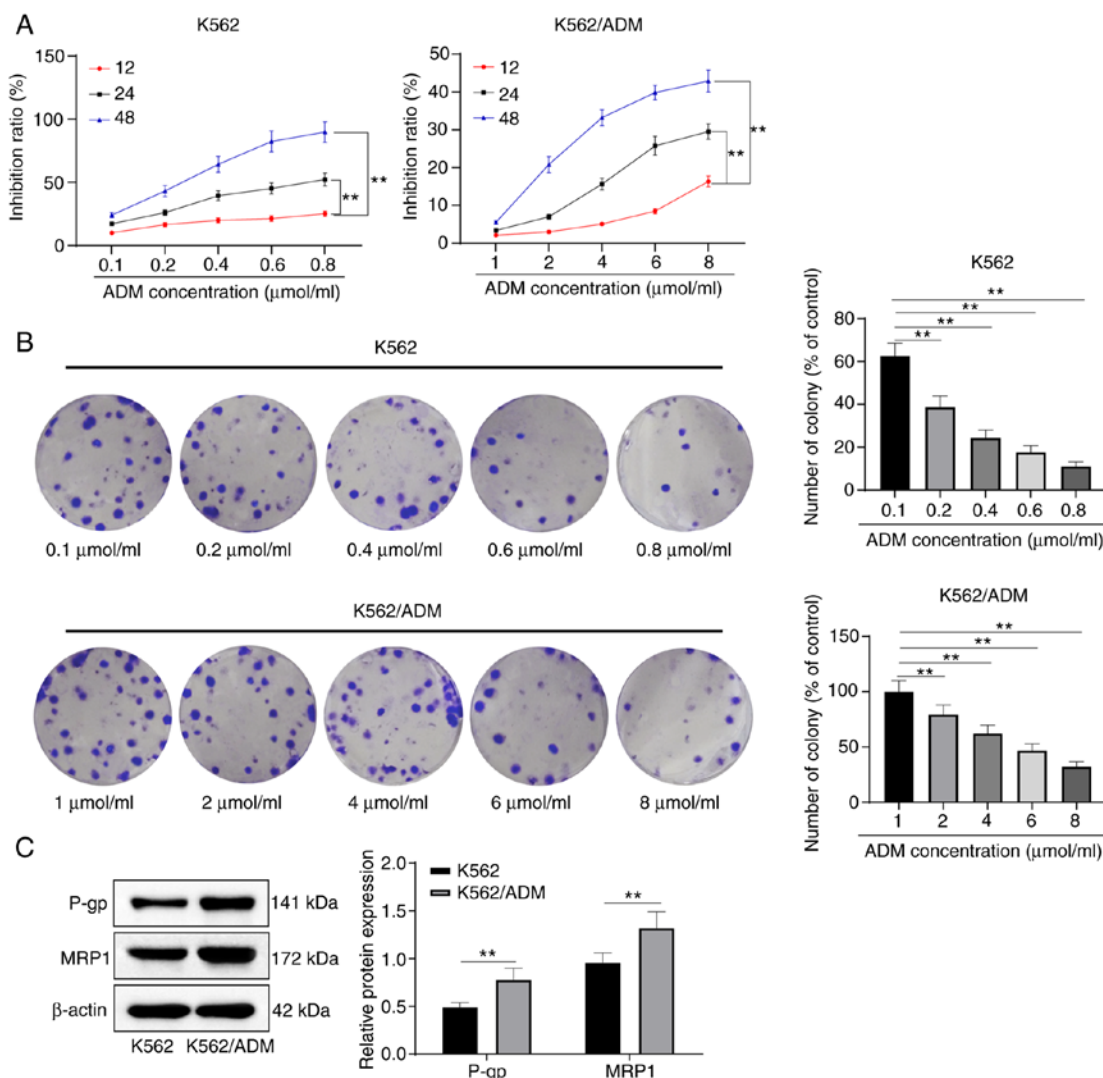 A
K562
Inhibition ratio (%)
150
100
50
0
12
24
48
**
**
0.1 0.2 0.4 0.6 0.8
ADM concentration (μmol/ml)
K562/ADM
Inhibition ratio (%)
50
40
30
20
10
0
12
24
48
**
**
1 2 4 6 8
ADM concentration (μmol/ml)
B
K562
0.1 μmol/ml 0.2 μmol/ml 0.4 μmol/ml 0.6 μmol/ml 0.8 μmol/ml
K562
Number of colony (% of control)
80
60
40
20
0
**
**
**
**
0.1 0.2 0.4 0.6 0.8
ADM concentration (μmol/ml)
K562/ADM
1 μmol/ml 2 μmol/ml 4 μmol/ml 6 μmol/ml 8 μmol/ml
K562/ADM
Number of colony (% of control)
150
100
50
0
**
**
**
**
1 2 4 6 8
ADM concentration (μmol/ml)
C
P-gp 141 kDa
MRP1 172 kDa
β-actin 42 kDa
K562 K562/ADM
Relative protein expression
2.0
1.5
1.0
0.5
0.0
K562
K562/ADM
**
**
P-gp MRP1